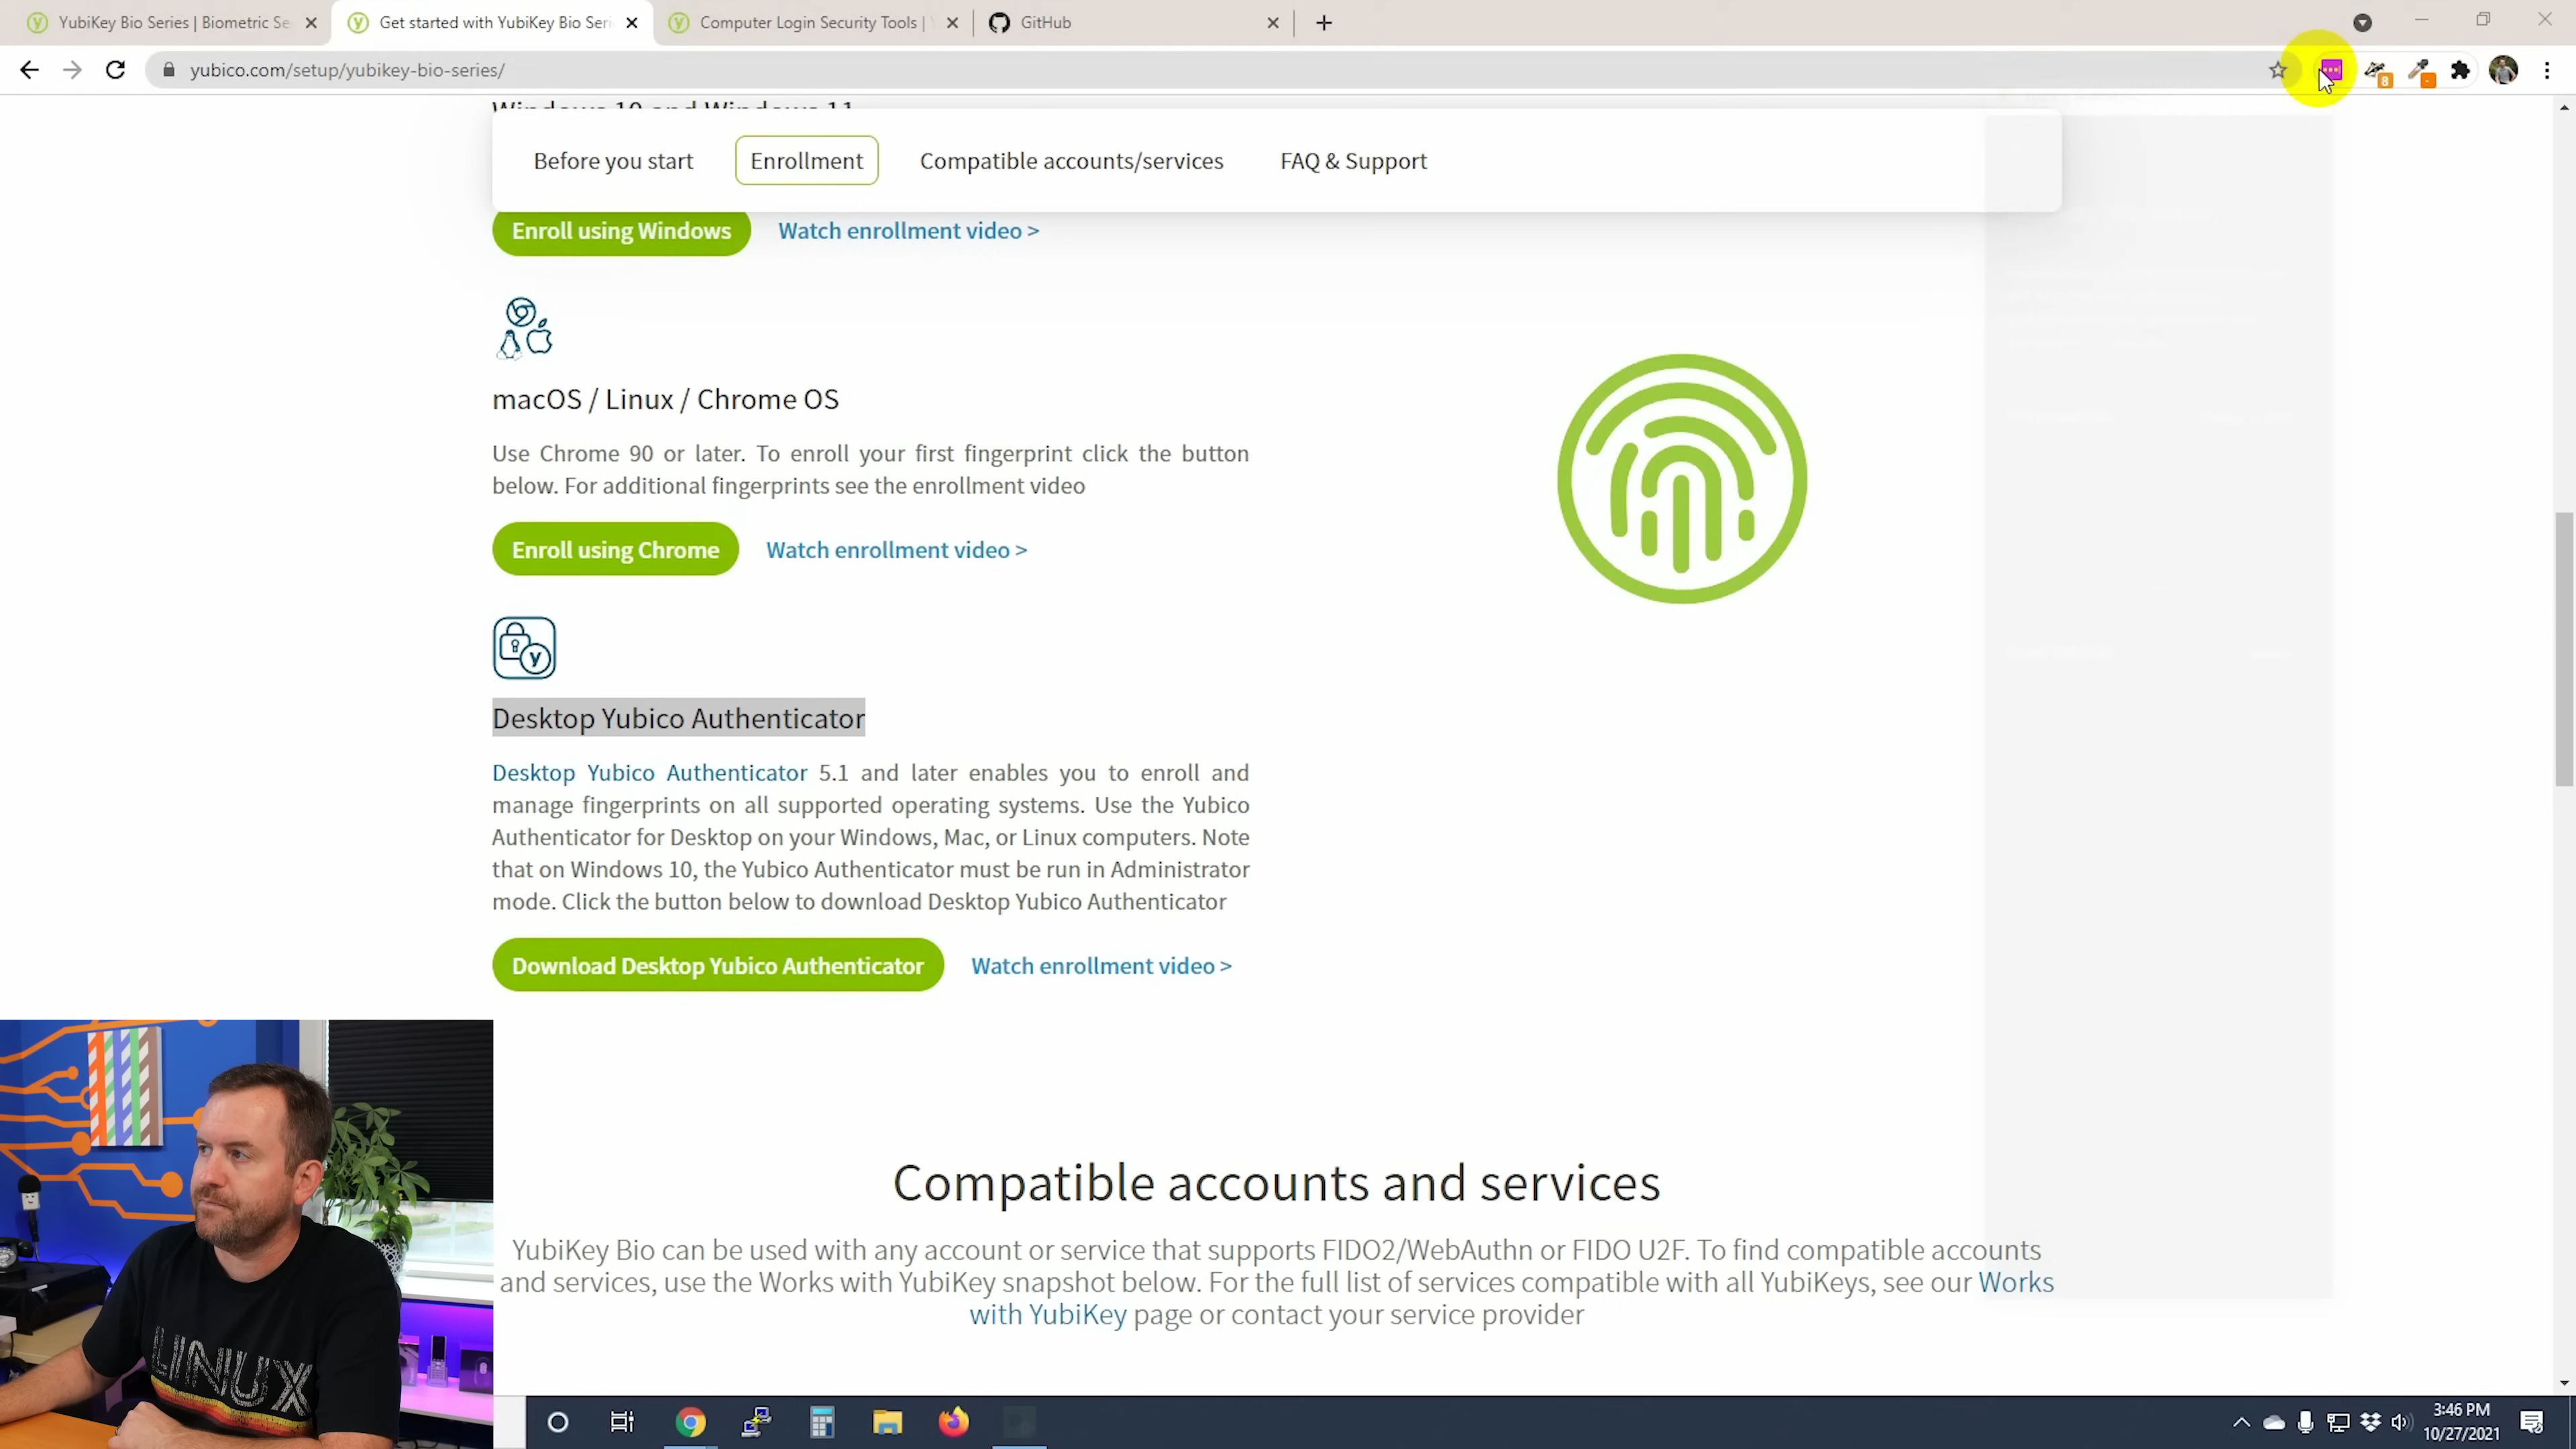 YubiKey Bio Series | Biometric Se
Get started with YubiKey Bio Seri
Computer Login Security Tools |
GitHub
yubico.com/setup/yubikey-bio-series/
8
Windows 10 and Windows 11
Before you start
Enrollment
Compatible accounts/services
FAQ & Support
Enroll using Windows
Watch enrollment video >
macOS / Linux / Chrome OS
Use Chrome 90 or later. To enroll your first fingerprint click the button
below. For additional fingerprints see the enrollment video
Enroll using Chrome
Watch enrollment video >
y
Desktop Yubico Authenticator
Desktop Yubico Authenticator 5.1 and later enables you to enroll and
manage fingerprints on all supported operating systems. Use the Yubico
Authenticator for Desktop on your Windows, Mac, or Linux computers. Note
that on Windows 10, the Yubico Authenticator must be run in Administrator
mode. Click the button below to download Desktop Yubico Authenticator
Download Desktop Yubico Authenticator
Watch enrollment video >
Compatible accounts and services
YubiKey Bio can be used with any account or service that supports FIDO2/WebAuthn or FIDO U2F. To find compatible accounts
and services, use the Works with YubiKey snapshot below. For the full list of services compatible with all YubiKeys, see our Works
with YubiKey page or contact your service provider
LINUX
3:46 PM
10/27/2021